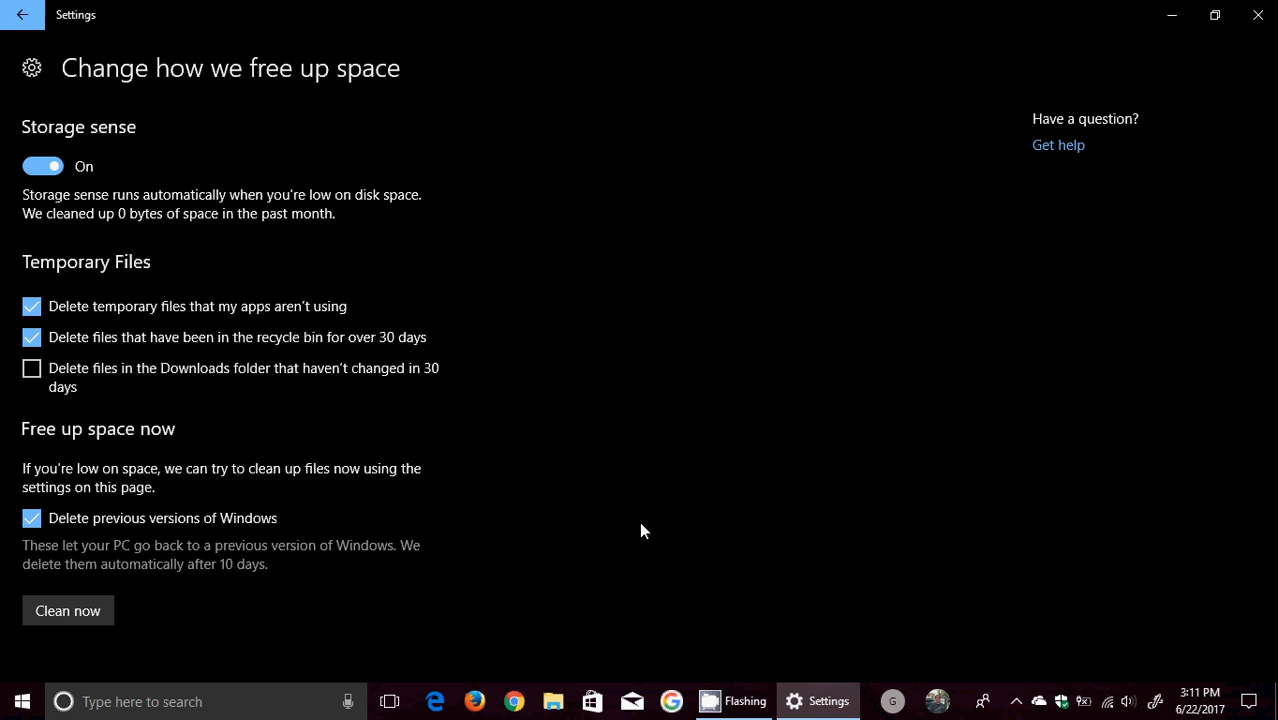 Settings
Change how we free up space
Storage sense
On
Storage sense runs automatically when you're low on disk space.
We cleaned up 0 bytes of space in the past month.
Temporary Files
Delete temporary files that my apps aren't using
Delete files that have been in the recycle bin for over 30 days
Delete files in the Downloads folder that haven't changed in 30
days
Free up space now
If you're low on space, we can try to clean up files now using the
settings on this page.
Delete previous versions of Windows
These let your PC go back to a previous version of Windows. We
delete them automatically after 10 days.
Clean now
Have a question?
Get help
Type here to search
Flashing
Settings
G
3:11 PM
6/22/2017